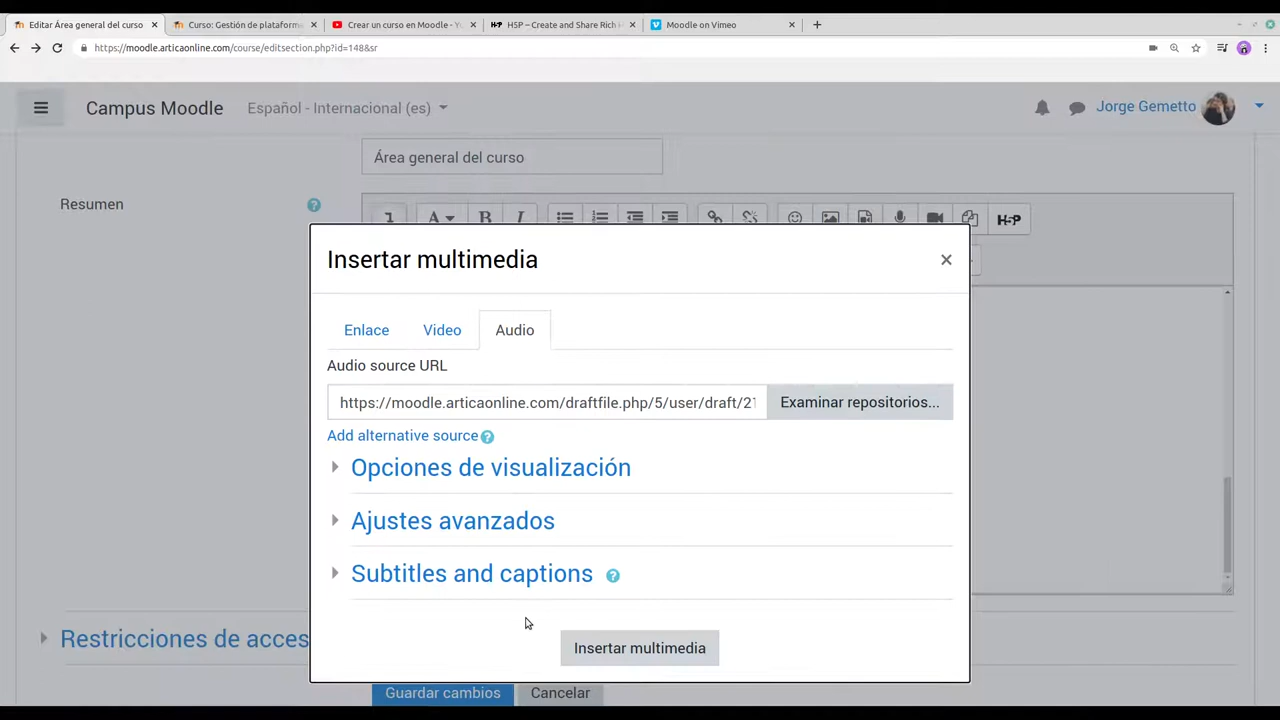 Editar Área general del curso
Curso: Gestión de plataform
Crear un curso en Moodle - Yo
H5P – Create and Share Rich H
Moodle on Vimeo
https://moodle.articaonline.com/course/editsection.php?id=148&sr
Campus Moodle
Español - Internacional (es)
Jorge Gemetto
Área general del curso
Resumen
A
B
I
H5P
Insertar multimedia
Enlace
Video
Audio
Audio source URL
https://moodle.articaonline.com/draftfile.php/5/user/draft/21
Examinar repositorios...
Add alternative source
Opciones de visualización
Ajustes avanzados
Subtitles and captions
Insertar multimedia
Restricciones de acces
Guardar cambios
Cancelar